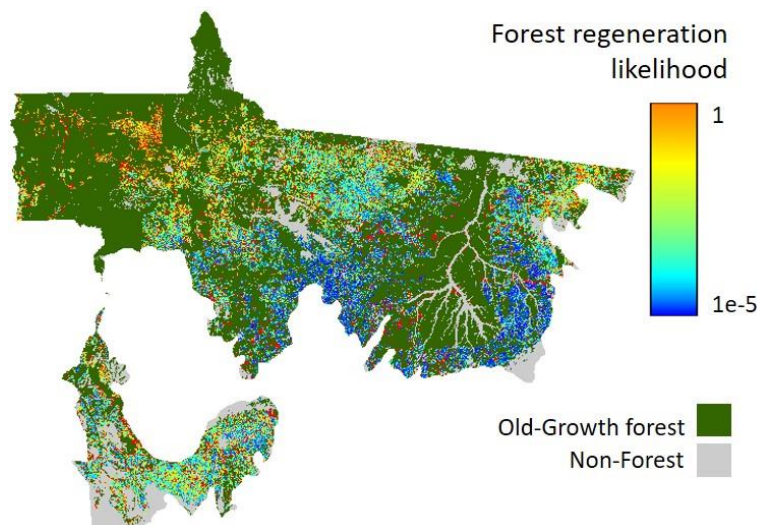 Forest regeneration
likelihood
1
1e-5
Old-Growth forest
Non-Forest